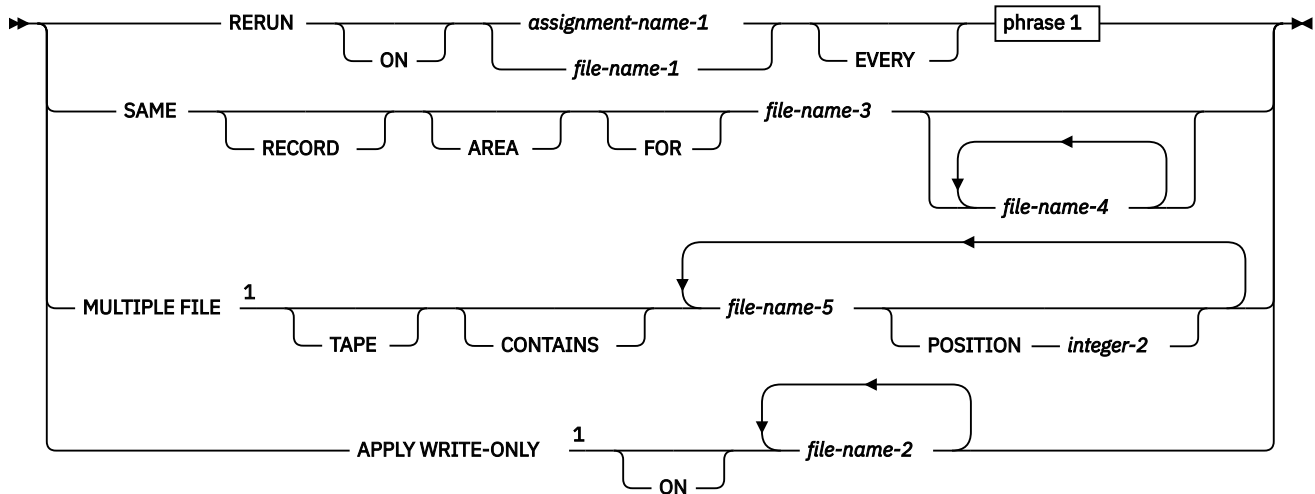 RERUN assignment-name-1 phrase 1
ON file-name-1 EVERY
SAME file-name-3
RECORD AREA FOR
file-name-4
MULTIPLE FILE 1 file-name-5
TAPE CONTAINS POSITION integer-2
APPLY WRITE-ONLY 1 file-name-2
ON